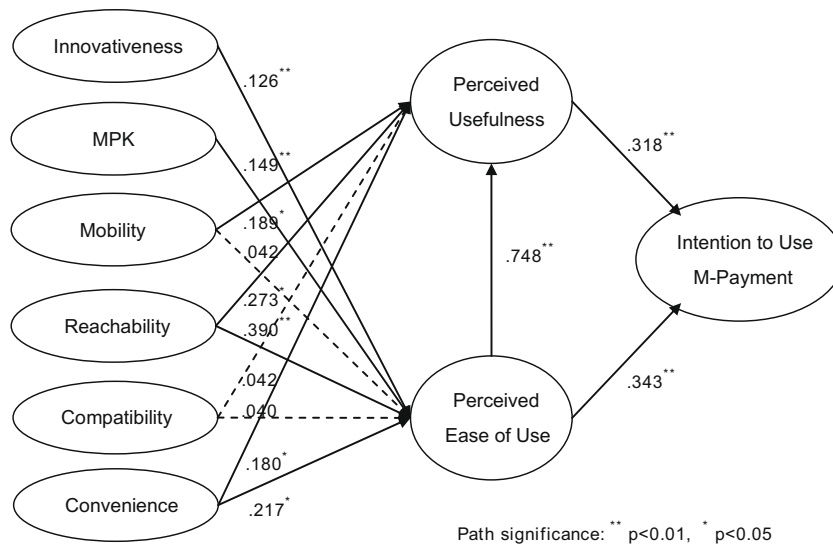 Innovativeness
MPK
Mobility
Reachability
Compatibility
Convenience
.126**
.149**
.189*
.042
.273*
.390**
.042
.040
.180*
.217*
Perceived
Usefulness
.748**
Perceived
Ease of Use
.318**
.343**
Intention to Use
M-Payment
Path significance: ** p<0.01, * p<0.05